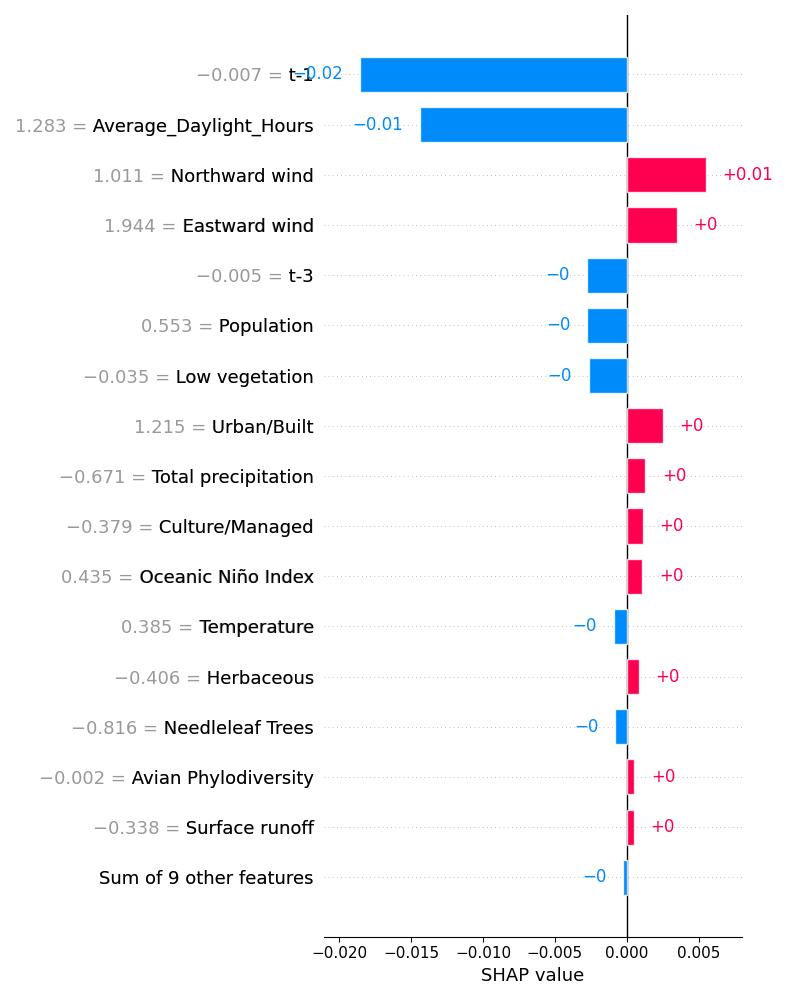 −0.007 = t-1 −0.02
1.283 = Average_Daylight_Hours −0.01
1.011 = Northward wind +0.01
1.944 = Eastward wind +0
−0.005 = t-3 −0
0.553 = Population −0
−0.035 = Low vegetation −0
1.215 = Urban/Built +0
−0.671 = Total precipitation +0
−0.379 = Culture/Managed +0
0.435 = Oceanic Niño Index +0
0.385 = Temperature −0
−0.406 = Herbaceous +0
−0.816 = Needleleaf Trees −0
−0.002 = Avian Phylodiversity +0
−0.338 = Surface runoff +0
Sum of 9 other features −0
−0.020 −0.015 −0.010 −0.005 0.000 0.005
SHAP value